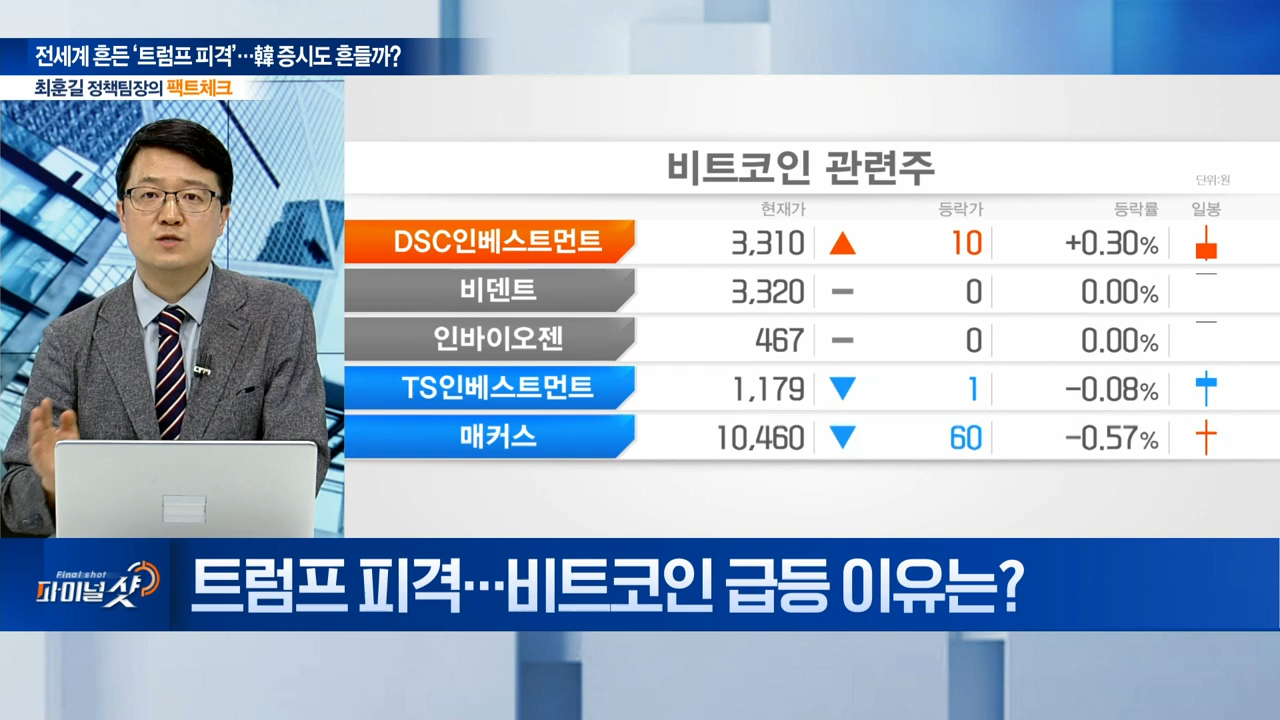 전세계 흔든 '트럼프 피격'…韓 증시도 흔들까?
최훈길 정책팀장의 팩트체크
비트코인 관련주
단위:원
현재가 등락가 등락률 일봉
DSC인베스트먼트 3,310 ▲ 10 +0.30%
비덴트 3,320 ━ 0 0.00%
인바이오젠 467 ━ 0 0.00%
TS인베스트먼트 1,179 ▼ 1 -0.08%
매커스 10,460 ▼ 60 -0.57%
Final shot
파이널샷
트럼프 피격…비트코인 급등 이유는?